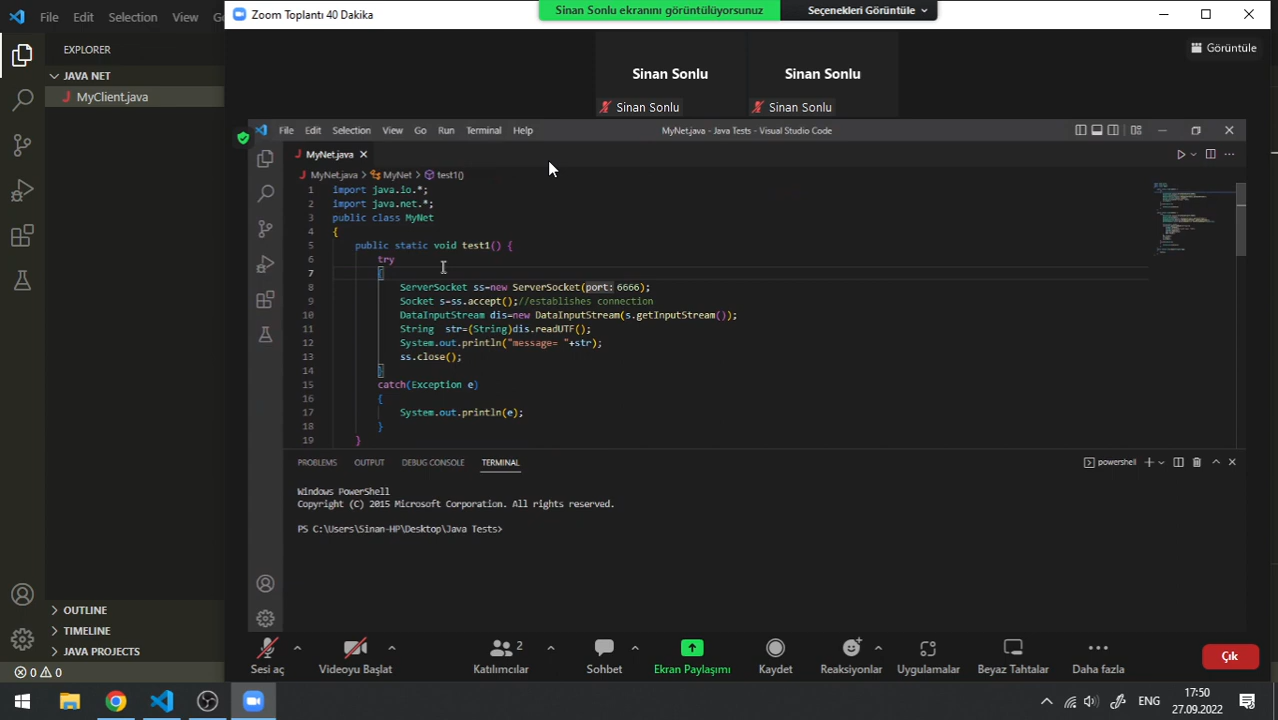 File Edit Selection View
EXPLORER
JAVA NET
MyClient.java
OUTLINE
TIMELINE
JAVA PROJECTS
0 0
Zoom Toplantı 40 Dakika
Sinan Sonlu ekranını görüntülüyorsunuz
Seçenekleri Görüntüle
Görüntüle
Sinan Sonlu
Sinan Sonlu
Sinan Sonlu
Sinan Sonlu
File Edit Selection View Go Run Terminal Help
MyNet.java - Java Tests - Visual Studio Code
MyNet.java
MyNet.java > MyNet > test1()
1 import java.io.*;
2 import java.net.*;
3 public class MyNet
4 {
5 public static void test1() {
6 try
7 {
8 ServerSocket ss=new ServerSocket(port:6666);
9 Socket s=ss.accept();//establishes connection
10 DataInputStream dis=new DataInputStream(s.getInputStream());
11 String  str=(String)dis.readUTF();
12 System.out.println("message= "+str);
13 ss.close();
14 }
15 catch(Exception e)
16 {
17 System.out.println(e);
18 }
19 }
PROBLEMS OUTPUT DEBUG CONSOLE TERMINAL
powershell
Windows PowerShell
Copyright (C) 2015 Microsoft Corporation. All rights reserved.
PS C:\Users\Sinan-HP\Desktop\Java Tests>
Sesi aç
Videoyu Başlat
2
Katılımcılar
Sohbet
Ekran Paylaşımı
Kaydet
Reaksiyonlar
Uygulamalar
Beyaz Tahtalar
Daha fazla
Çık
ENG
17:50
27.09.2022